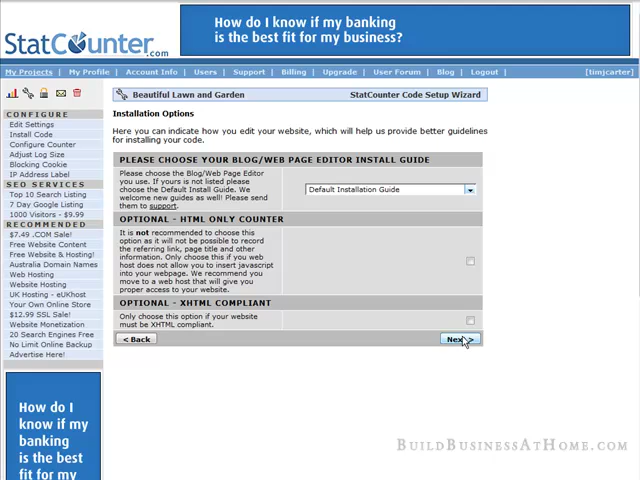 StatCounter.com
How do I know if my banking
is the best fit for my business?
My Projects | My Profile | Account Info | Users | Support | Billing | Upgrade | User Forum | Blog | Logout | [timjcarter]
Beautiful Lawn and Garden
StatCounter Code Setup Wizard
CONFIGURE
Edit Settings
Install Code
Configure Counter
Adjust Log Size
Blocking Cookie
IP Address Label
SEO SERVICES
Top 10 Search Listing
7 Day Google Listing
1000 Visitors - $9.99
RECOMMENDED
$7.49 .COM Sale!
Free Website Content
Free Website & Hosting!
Australia Domain Names
Web Hosting
Website Hosting
UK Hosting - eUKhost
Your Own Online Store
$12.99 SSL Sale!
Website Monetization
20 Search Engines Free
No Limit Online Backup
Advertise Here!
Installation Options
Here you can indicate how you edit your website, which will help us provide better guidelines
for installing your code.
PLEASE CHOOSE YOUR BLOG/WEB PAGE EDITOR INSTALL GUIDE
Please choose the Blog/Web Page Editor
you use. If yours is not listed please
choose the Default Install Guide. We
welcome new guides as well! Please send
them to support.
Default Installation Guide
OPTIONAL - HTML ONLY COUNTER
It is not recommended to choose this
option as it will not be possible to record
the referring link, page title and other
information. Only choose this if your web
host does not allow you to insert javascript
into your webpage. We recommend you
move to a web host that will give you
proper access to your website.
OPTIONAL - XHTML COMPLIANT
Only choose this option if your website
must be XHTML compliant.
< Back
Next >
How do I
know if my
banking
is the best
fit for my
BuildBusinessAtHome.com